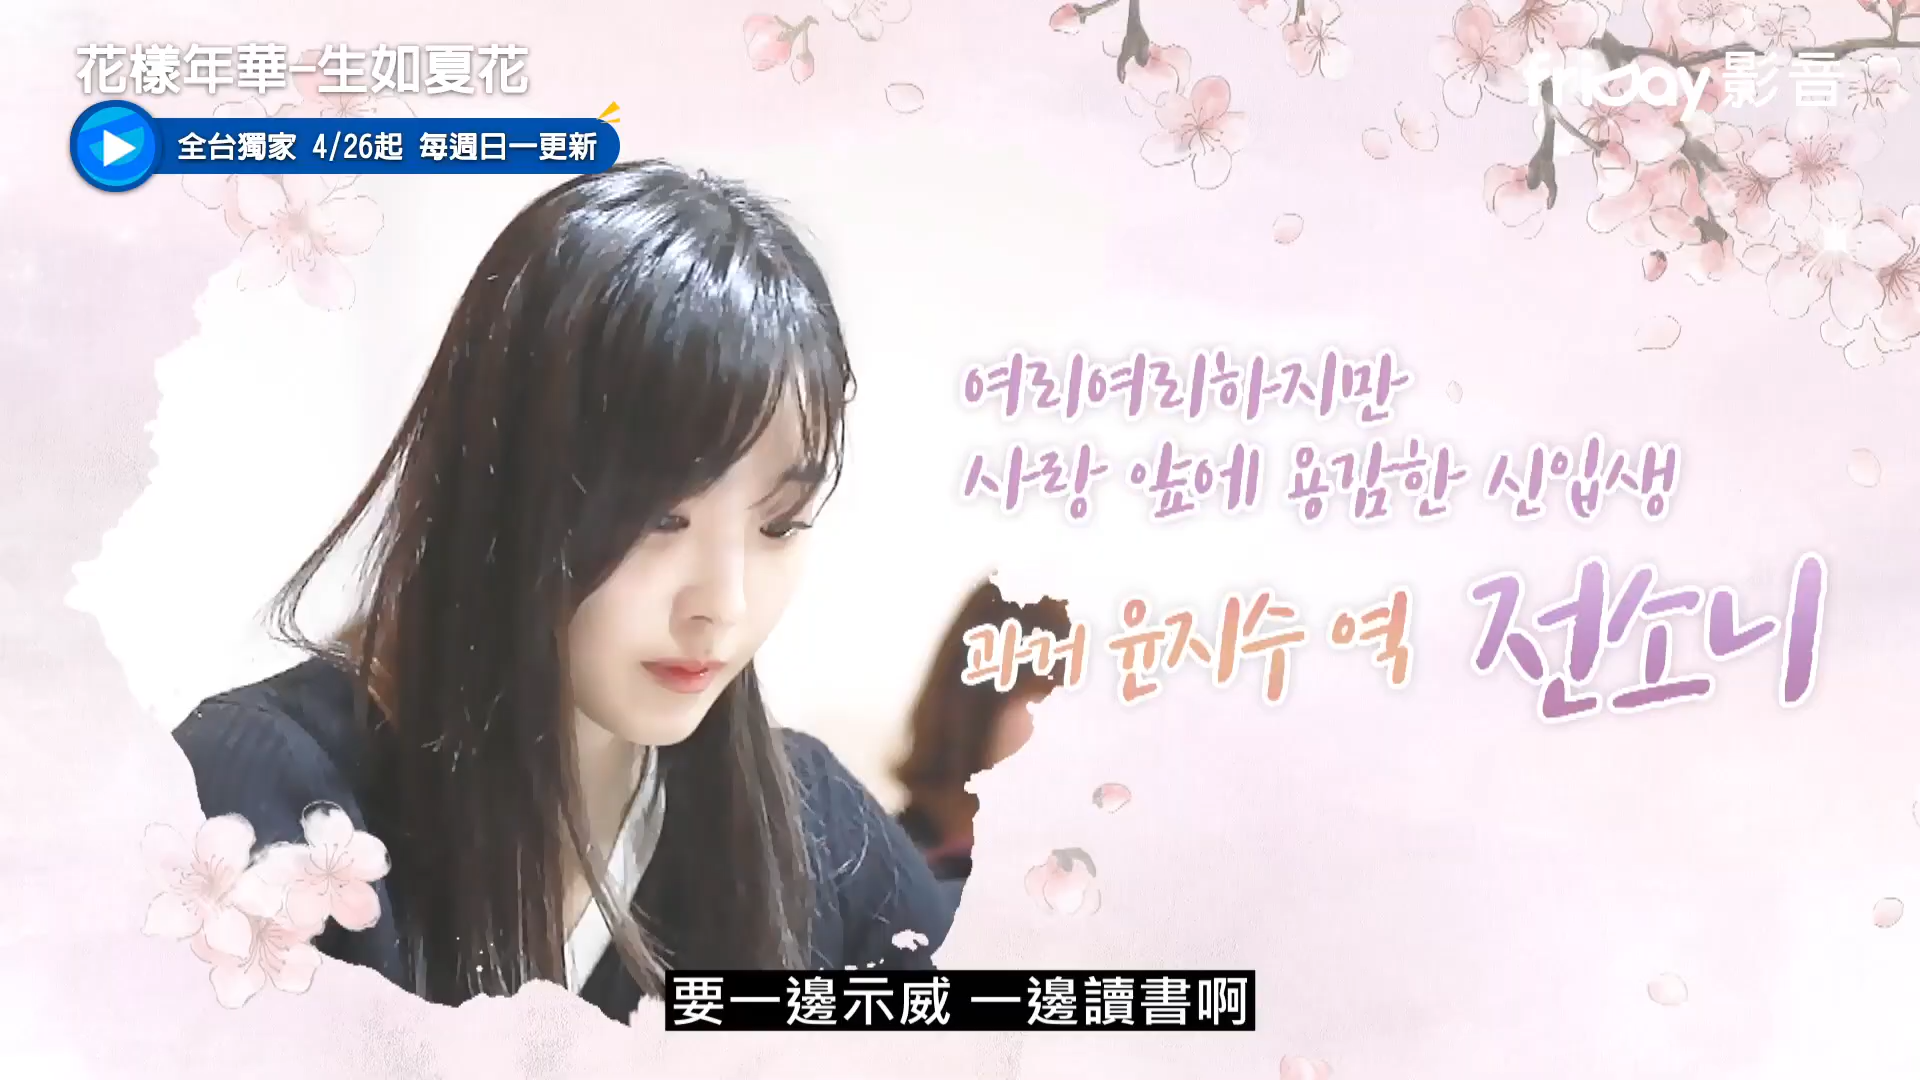 花樣年華-生如夏花
friDay影音
全台獨家 4/26起 每週日一更新
여리여리하지만
사랑 앞에 용감한 신입생
과거 윤지수 역 전소니
要一邊示威 一邊讀書啊